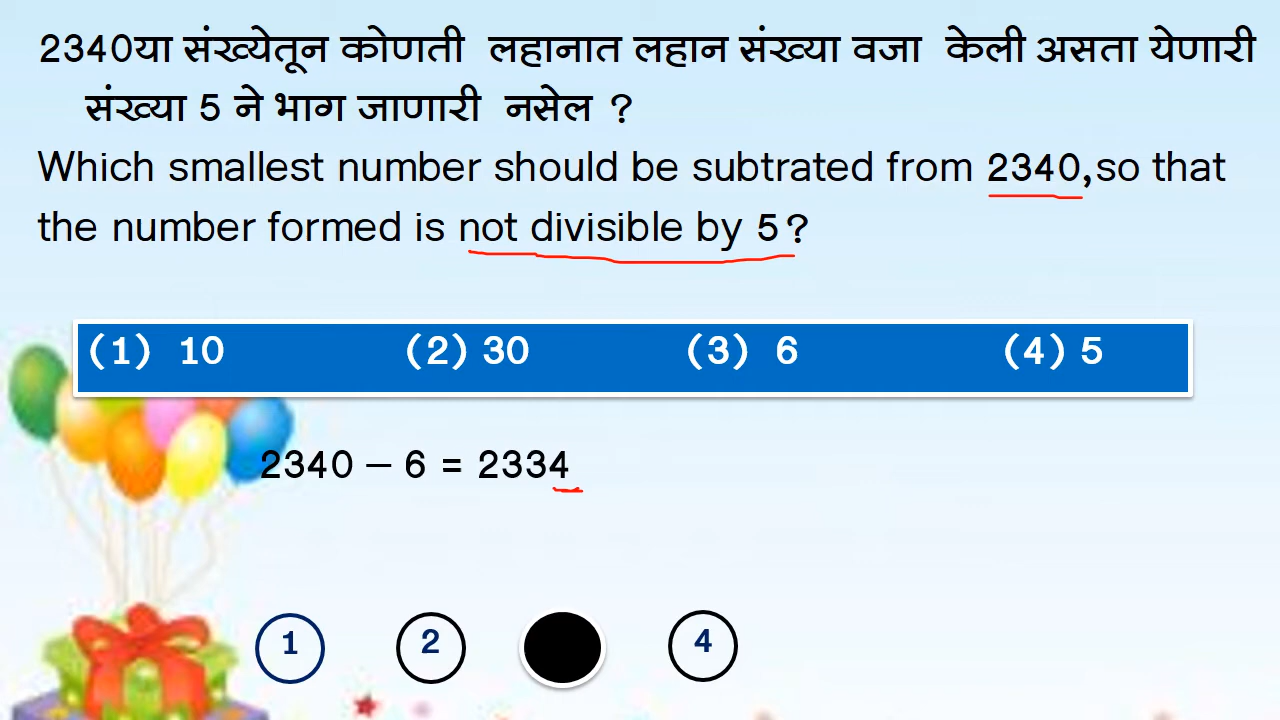 2340या संख्येतून कोणती लहानात लहान संख्या वजा केली असता येणारी
संख्या 5 ने भाग जाणारी नसेल ?
Which smallest number should be subtrated from 2340,so that
the number formed is not divisible by 5?
(1) 10 (2) 30 (3) 6 (4) 5
2340 – 6 = 2334
1 2 4